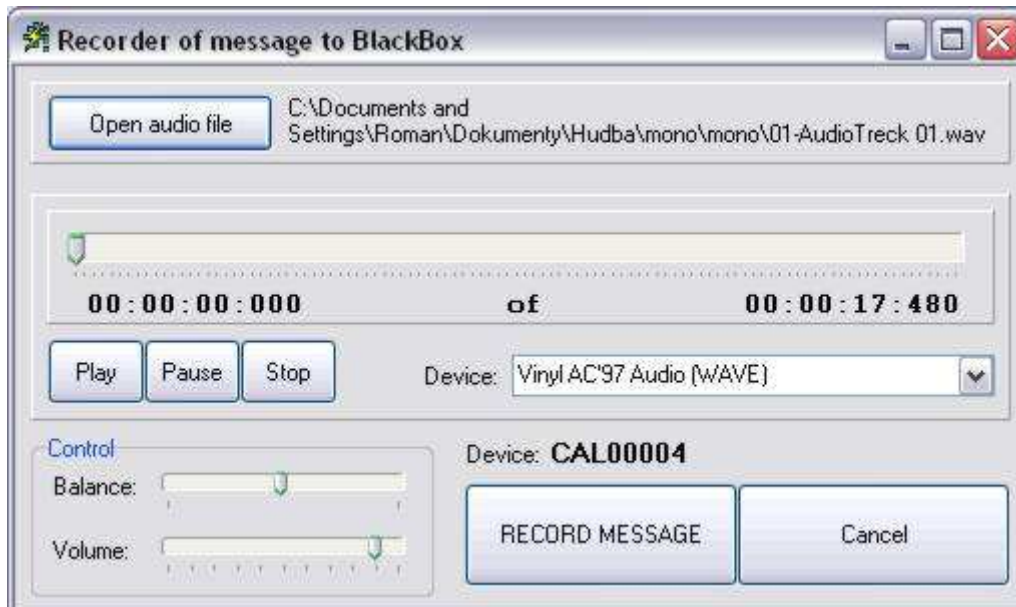 Recorder of message to BlackBox
Open audio file
C:\Documents and
Settings\Roman\Dokumenty\Hudba\mono\mono\01-AudioTreck 01.wav
00:00:00:000 of 00:00:17:480
Play Pause Stop Device: Vinyl AC'97 Audio (WAVE)
Control
Device: CAL00004
Balance:
RECORD MESSAGE Cancel
Volume: